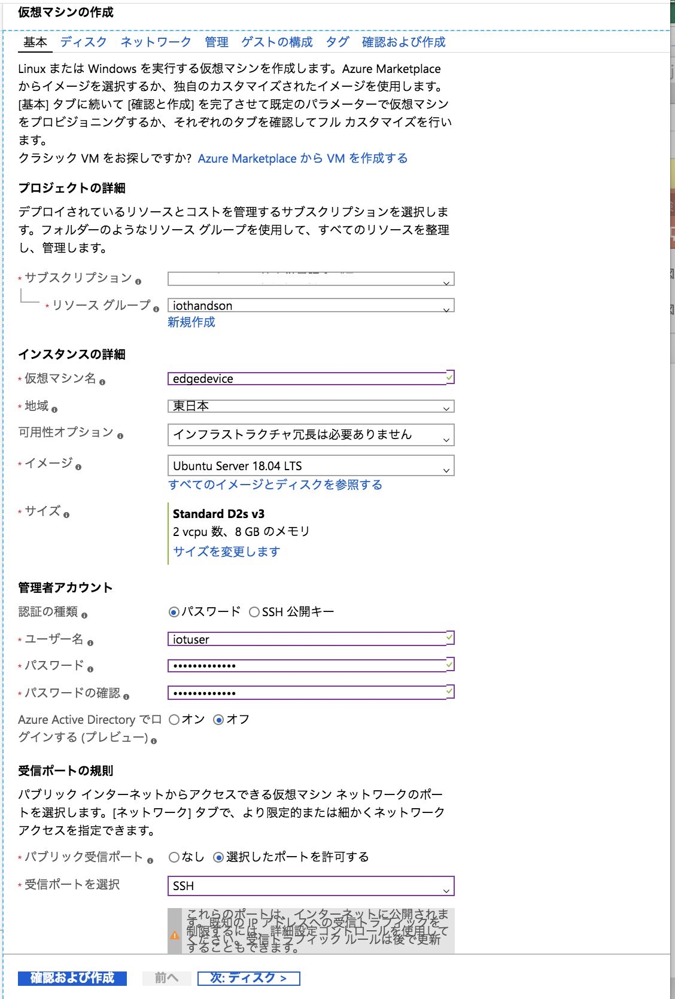 仮想マシンの作成
基本 ディスク ネットワーク 管理 ゲストの構成 タグ 確認および作成
Linux または Windows を実行する仮想マシンを作成します。Azure Marketplace
からイメージを選択するか、独自のカスタマイズされたイメージを使用します。
[基本] タブに続いて [確認と作成] を完了させて既定のパラメーターで仮想マシン
をプロビジョニングするか、それぞれのタブを確認してフル カスタマイズを行い
ます。
クラシック VM をお探しですか? Azure Marketplace から VM を作成する
プロジェクトの詳細
デプロイされているリソースとコストを管理するサブスクリプションを選択しま
す。フォルダーのようなリソース グループを使用して、すべてのリソースを整理
し、管理します。
* サブスクリプション
* リソース グループ iothandson
新規作成
インスタンスの詳細
* 仮想マシン名 edgedevice
* 地域 東日本
可用性オプション インフラストラクチャ冗長は必要ありません
* イメージ Ubuntu Server 18.04 LTS
すべてのイメージとディスクを参照する
* サイズ Standard D2s v3
2 vcpu 数、8 GB のメモリ
サイズを変更します
管理者アカウント
認証の種類 パスワード SSH 公開キー
* ユーザー名 iotuser
* パスワード •••••••••••••
* パスワードの確認 •••••••••••••
Azure Active Directory でロ オン オフ
グインする (プレビュー)
受信ポートの規則
パブリック インターネットからアクセスできる仮想マシン ネットワークのポー
トを選択します。[ネットワーク] タブで、より限定的または細かくネットワーク
アクセスを指定できます。
* パブリック受信ポート なし 選択したポートを許可する
* 受信ポートを選択 SSH
これらのポートは、インターネットに公開されま
す。既知の IP アドレスへの受信トラフィックを
制限するには、詳細設定コントロールを使用して
ください。受信トラフィック ルールは後で更新
することもできます。
確認および作成 前へ 次: ディスク >